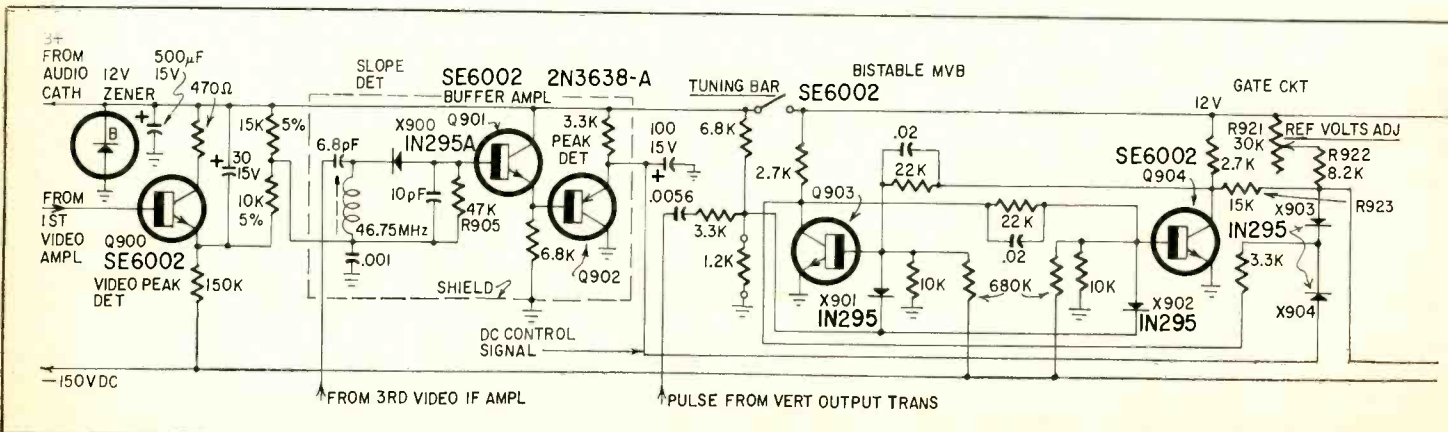 3+
FROM
AUDIO
CATH
12V
ZENER
500µF
15V
470Ω
B
FROM
1ST
VIDEO
AMPL
Q900
SE6002
VIDEO PEAK
DET
30
15V
15K
5%
10K
5%
150K
-150VDC
SLOPE
DET
SE6002
BUFFER AMPL
Q901
2N3638-A
X900
IN295A
6.8pF
10pF
47K
R905
46.75MHz
.001
3.3K
PEAK
DET
6.8K
Q902
SHIELD
DC CONTROL
SIGNAL
FROM 3RD VIDEO IF AMPL
100
15V
TUNING BAR
6.8K
.0056
3.3K
1.2K
PULSE FROM VERT OUTPUT TRANS
BISTABLE MVB
SE6002
2.7K
Q903
.02
22K
22K
.02
X901
IN295
10K
680K
10K
X902
IN295
GATE CKT
12V
SE6002
Q904
2.7K
R921
30K
REF VOLTS ADJ
R922
8.2K
15K
R923
X903
IN295
3.3K
X904